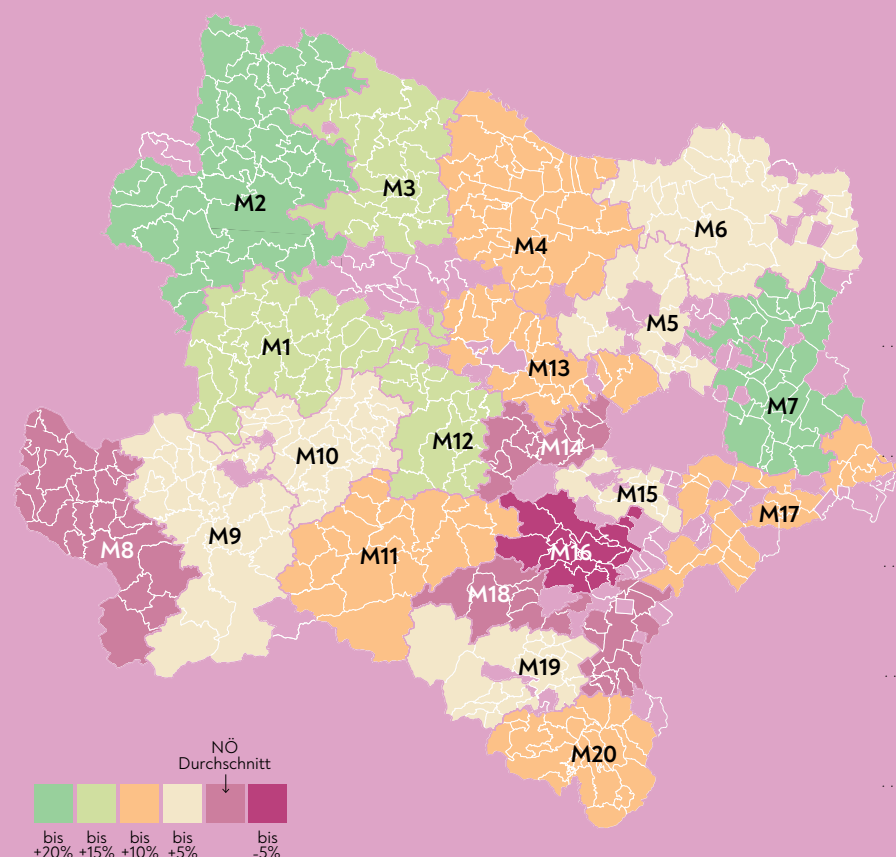 M2
M3
M6
M4
M5
M1
M13
M7
M12
M14
M10
M15
M17
M9
M8
M11
M16
M18
M19
M20
NÖ
Durchschnitt
bis
+20%
bis
+15%
bis
+10%
bis
+5%
bis
-5%